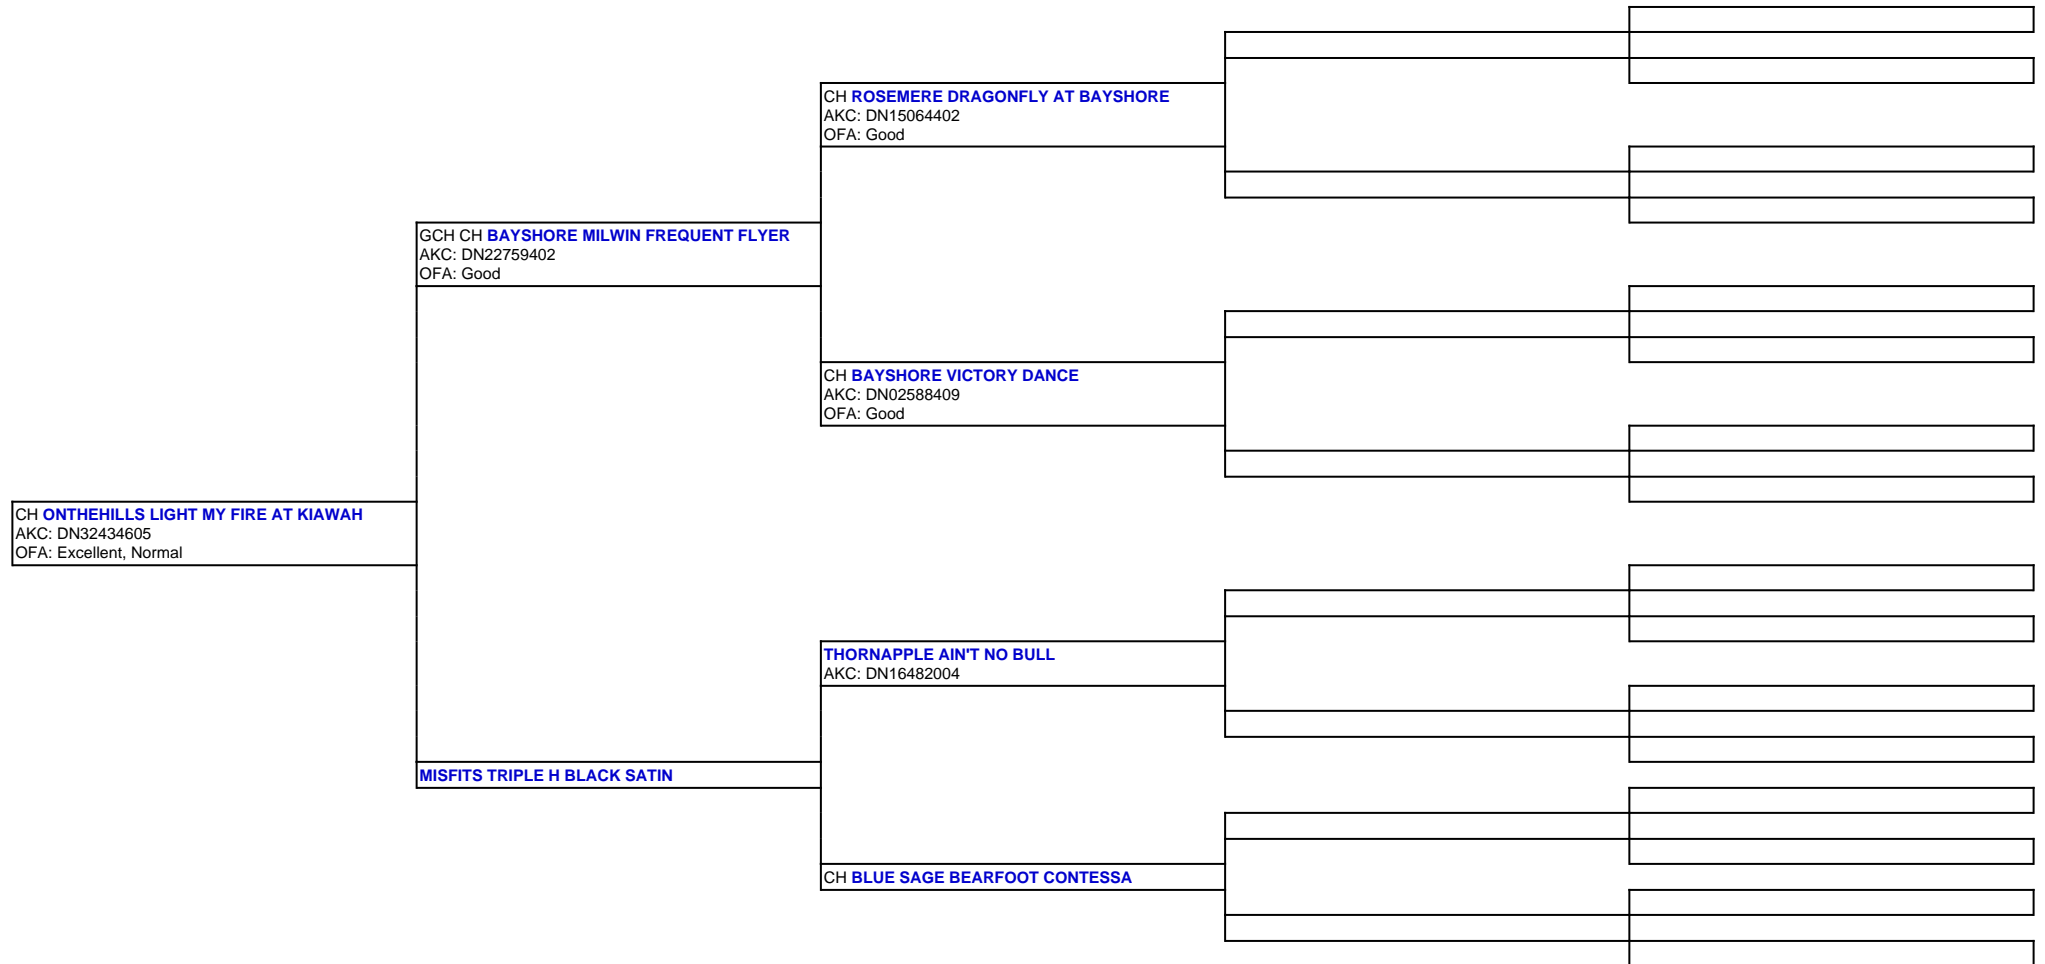 CH ROSEMERE DRAGONFLY AT BAYSHORE
AKC: DN15064402
OFA: Good
GCH CH BAYSHORE MILWIN FREQUENT FLYER
AKC: DN22759402
OFA: Good
CH BAYSHORE VICTORY DANCE
AKC: DN02588409
OFA: Good
CH ONTHEHILLS LIGHT MY FIRE AT KIAWAH
AKC: DN32434605
OFA: Excellent, Normal
THORNAPPLE AIN'T NO BULL
AKC: DN16482004
MISFITS TRIPLE H BLACK SATIN
CH BLUE SAGE BEARFOOT CONTESSA